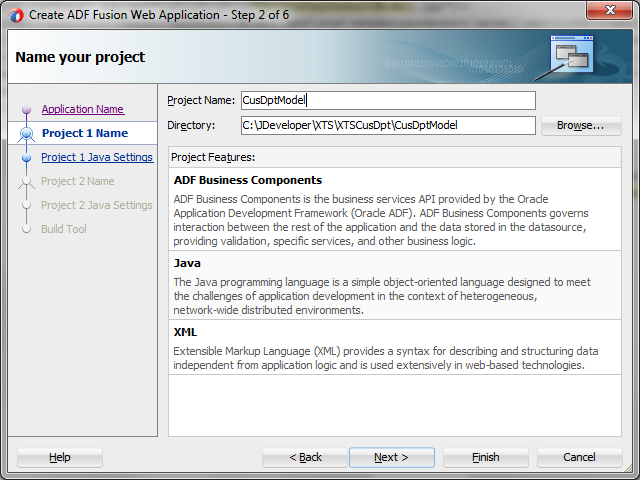 Create ADF Fusion Web Application - Step 2 of 6
Name your project
Application Name
Project 1 Name
Project 1 Java Settings
Project 2 Name
Project 2 Java Settings
Build Tool
Project Name: CusDptModel
Directory: C:\JDeveloper\XTS\XTSCusDpt\CusDptModel Browse...
Project Features:
ADF Business Components
ADF Business Components is the business services API provided by the Oracle
Application Development Framework (Oracle ADF). ADF Business Components governs
interaction between the rest of the application and the data stored in the datasource,
providing validation, specific services, and other business logic.
Java
The Java programming language is a simple object-oriented language designed to meet
the challenges of application development in the context of heterogeneous,
network-wide distributed environments.
XML
Extensible Markup Language (XML) provides a syntax for describing and structuring data
independent from application logic and is used extensively in web-based technologies.
Help < Back Next > Finish Cancel